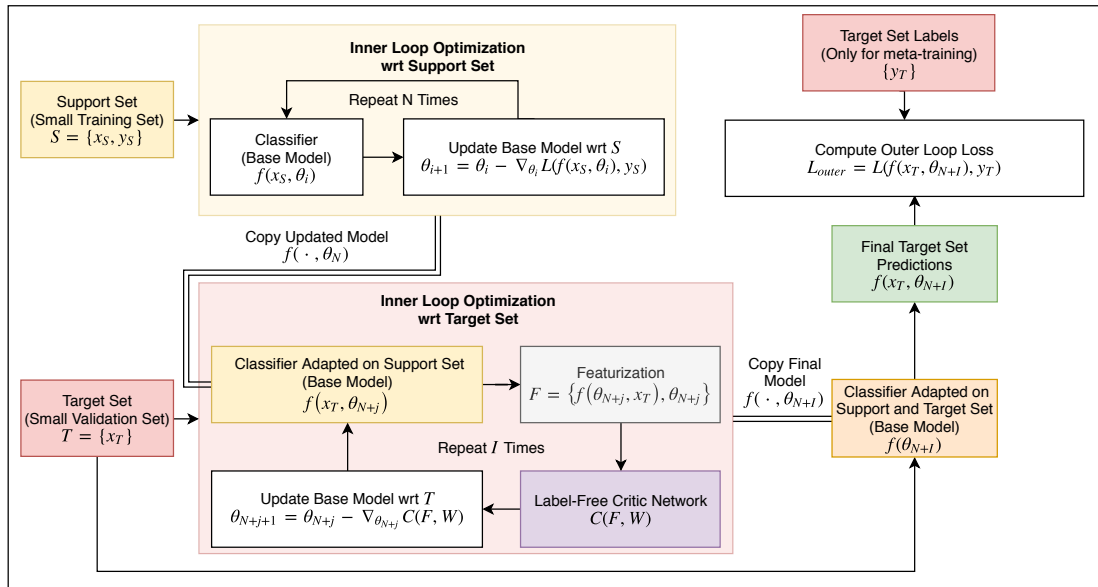 Inner Loop Optimization
wrt Support Set
Repeat N Times
Support Set
(Small Training Set)
S = {x_S, y_S}
Classifier
(Base Model)
f(x_S, θ_i)
Update Base Model wrt S
θ_{i+1} = θ_i − ∇_{θ_i} L(f(x_S, θ_i), y_S)
Target Set Labels
(Only for meta-training)
{y_T}
Compute Outer Loop Loss
L_{outer} = L(f(x_T, θ_{N+I}), y_T)
Copy Updated Model
f( · , θ_N)
Final Target Set
Predictions
f(x_T, θ_{N+I})
Inner Loop Optimization
wrt Target Set
Target Set
(Small Validation Set)
T = {x_T}
Classifier Adapted on Support Set
(Base Model)
f(x_T, θ_{N+j})
Featurization
F = {f(θ_{N+j}, x_T), θ_{N+j}}
Repeat I Times
Update Base Model wrt T
θ_{N+j+1} = θ_{N+j} − ∇_{θ_{N+j}} C(F, W)
Label-Free Critic Network
C(F, W)
Copy Final
Model
f( · , θ_{N+I})
Classifier Adapted on
Support and Target Set
(Base Model)
f(θ_{N+I})